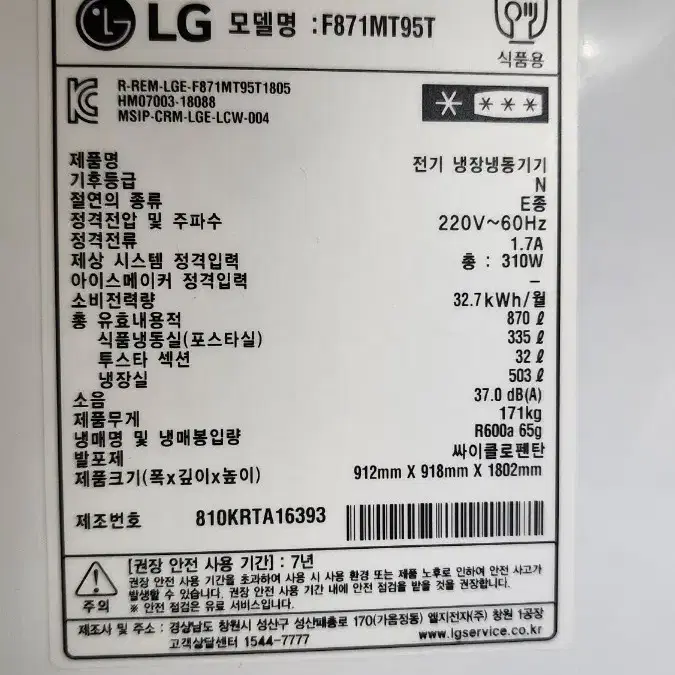 LG 모델명 : F871MT95T
식품용
R-REM-LGE-F871MT95T1805
HM07003-18088
MSIP-CRM-LGE-LCW-004
제품명 전기 냉장냉동기기
기후등급 N
절연의 종류 E종
정격전압 및 주파수 220V~60Hz
정격전류 1.7A
제상 시스템 정격입력 총 : 310W
아이스메이커 정격입력 –
소비전력량 32.7kWh/월
총 유효내용적 870 ℓ
식품냉동실(포스타실) 335 ℓ
투스타 섹션 32 ℓ
냉장실 503 ℓ
소음 37.0 dB(A)
제품무게 171kg
냉매명 및 냉매봉입량 R600a 65g
발포제 싸이클로펜탄
제품크기(폭x깊이x높이) 912mm X 918mm X 1802mm
제조번호 810KRTA16393
주의
[권장 안전 사용 기간] : 7년
권장 안전 사용 기간을 초과하여 사용 시 사용 환경 또는 제품 노후로 인하여 안전 사고가
발생할 수 있습니다. 권장 안전 사용 기간 내에 안전 점검을 받을 것을 권장합니다.
※ 안전 점검은 유료 서비스입니다.
제조사 및 주소 : 경상남도 창원시 성산구 성산패총로 170(가음정동) 엘지전자(주) 창원 1공장
고객상담센터 1544-7777 www.lgservice.co.kr